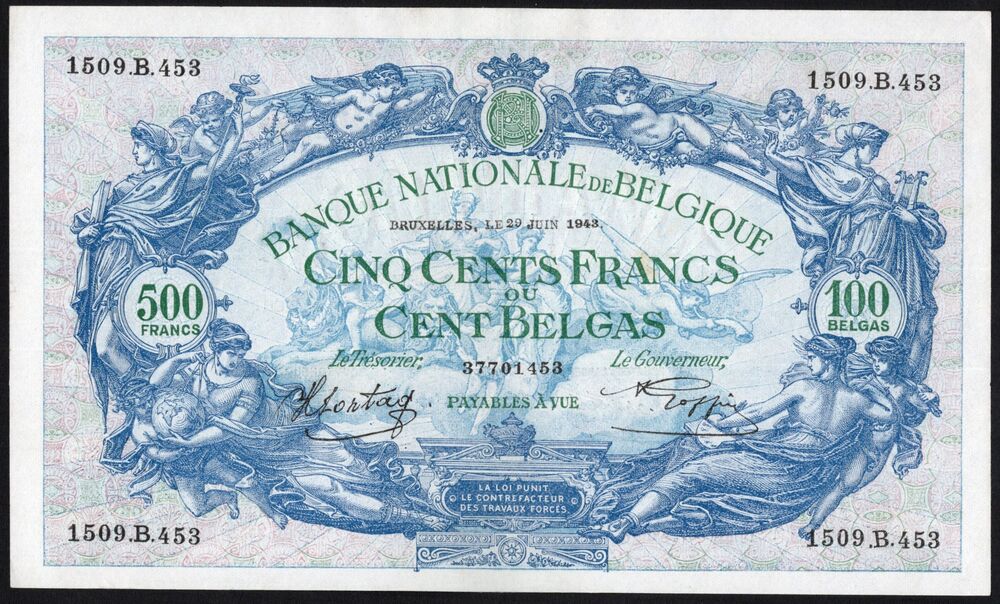 1509.B.453
1509.B.453
BANQUE NATIONALE DE BELGIQUE
BRUXELLES, LE 29 JUIN 1943.
CINQ CENTS FRANCS
OU
CENT BELGAS
500
FRANCS
100
BELGAS
Le Trésorier,
37701453
Le Gouverneur,
H Sontag
PAYABLES À VUE
LA LOI PUNIT
LE CONTREFACTEUR
DES TRAVAUX FORCÉS
1509.B.453
1509.B.453